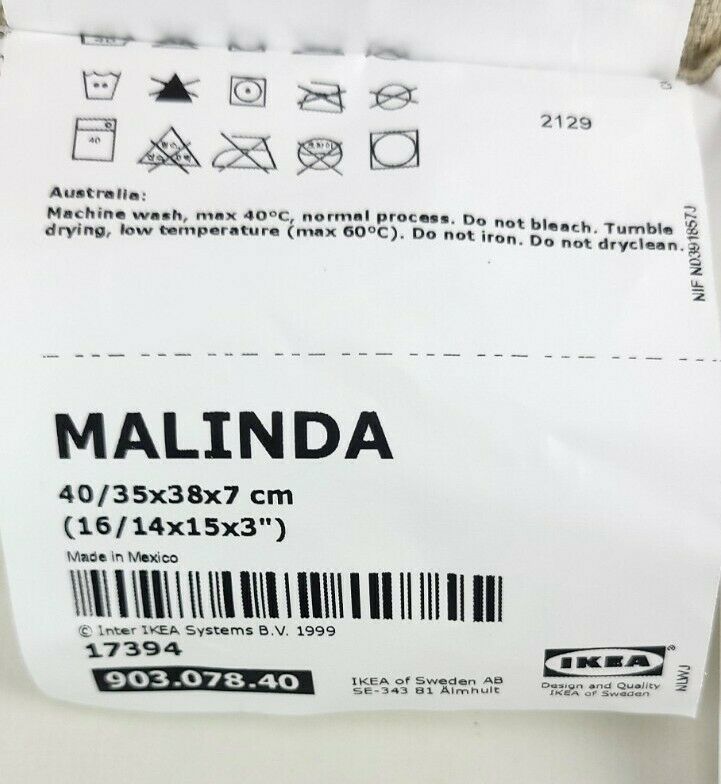 40
2129
Australia:
Machine wash, max 40°C, normal process. Do not bleach. Tumble
drying, low temperature (max 60°C). Do not iron. Do not dryclean.
NIF N0391857J
MALINDA
40/35x38x7 cm
(16/14x15x3")
Made in Mexico
© Inter IKEA Systems B.V. 1999
17394
903.078.40
IKEA of Sweden AB
SE-343 81 Älmhult
IKEA®
Design and Quality
IKEA of Sweden
NLWJ